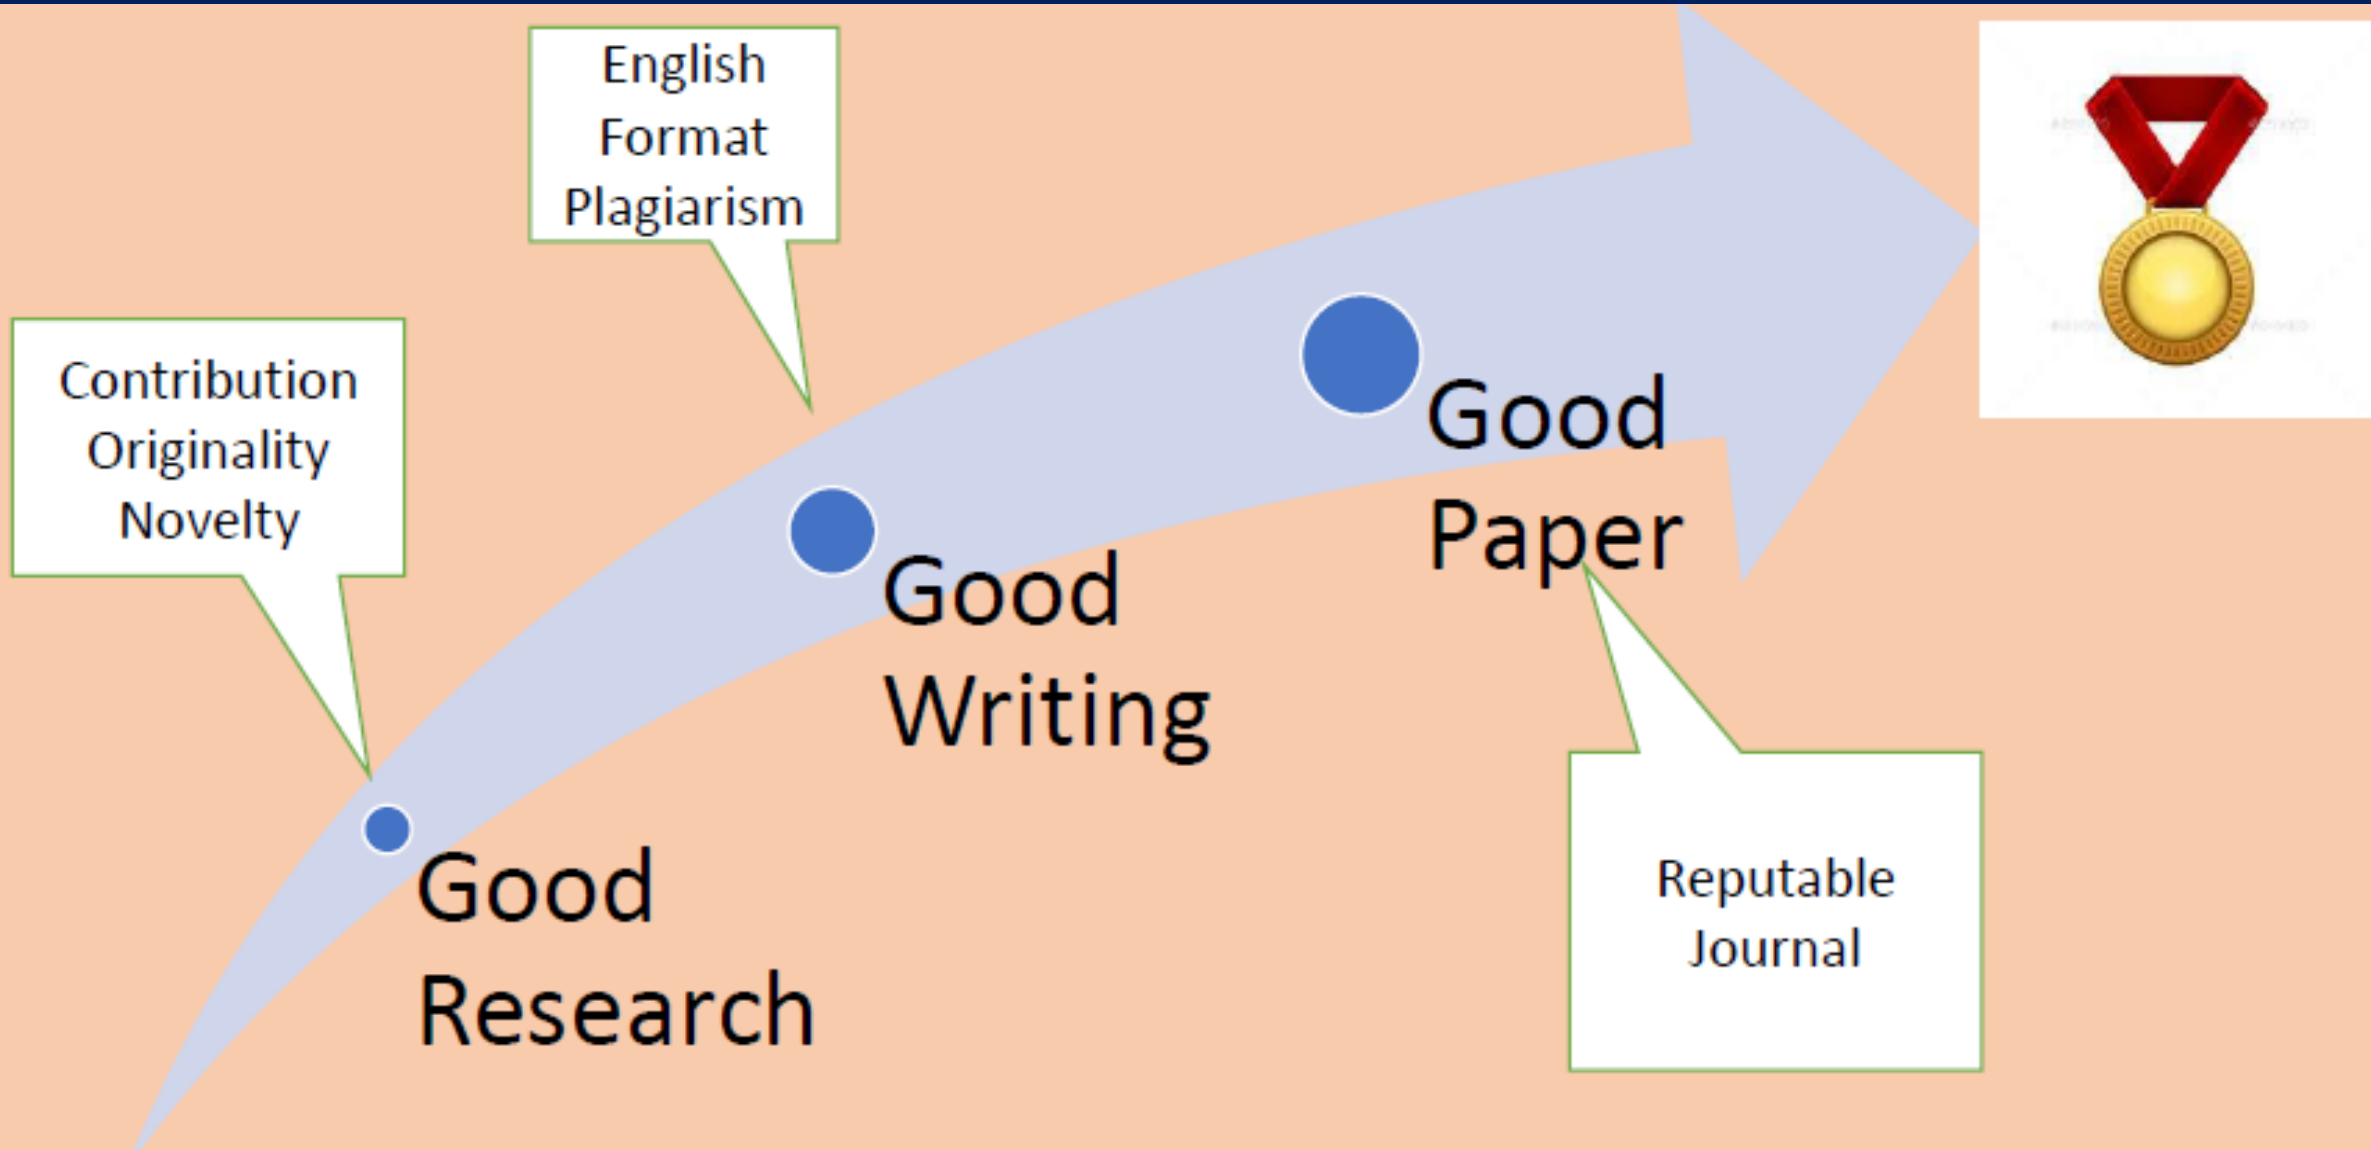 English
Format
Plagiarism
Contribution
Originality
Novelty
Good
Paper
Good
Writing
Good
Research
Reputable
Journal